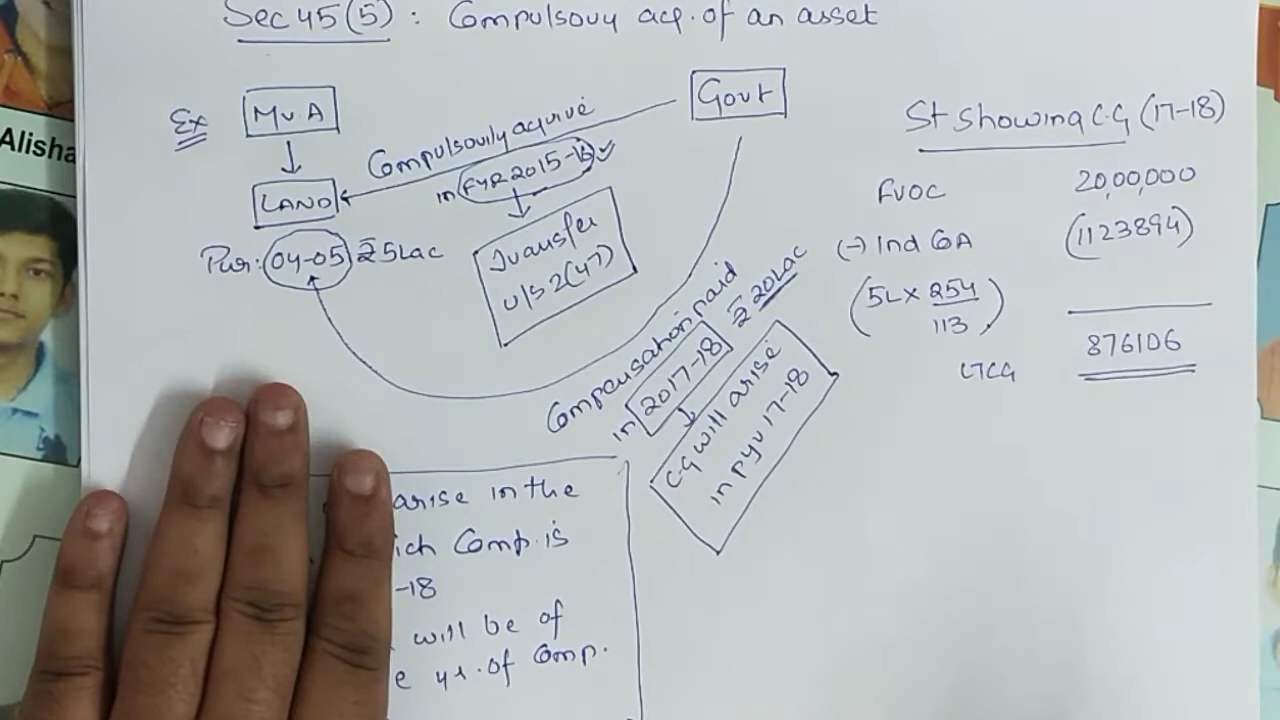 Sec 45(5) : Compulsory acq. of an asset
Alisha
Ex
Mr. A
Govt
Compulsorily acquire
in F.Y.R 2015-16
LAND
Pur: 04-05 = 5Lac
Transfer
U/S 2(47)
Compensation paid
in 2017-18 = 20Lac
CG will arise
in pyr 17-18
St Showing C.G (17-18)
FVOC 20,00,000
(-) Ind COA (1123894)
(5L × 254/113)
LTCG 876106
arise in the
ich Comp. is
-18
will be of
e yr. of Comp.